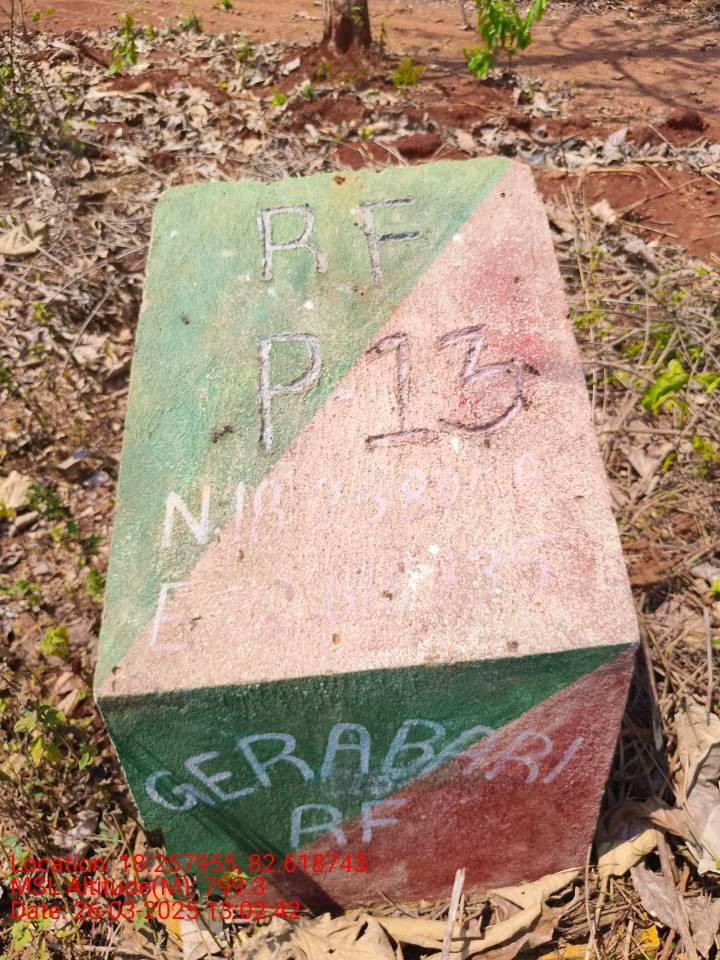 RF
P-13
N.18
E
GERABARI
RF
Location: 18.257955, 82.618743
MSL Altitude(M): 799.3
Date: 26-03-2025 13:02:42